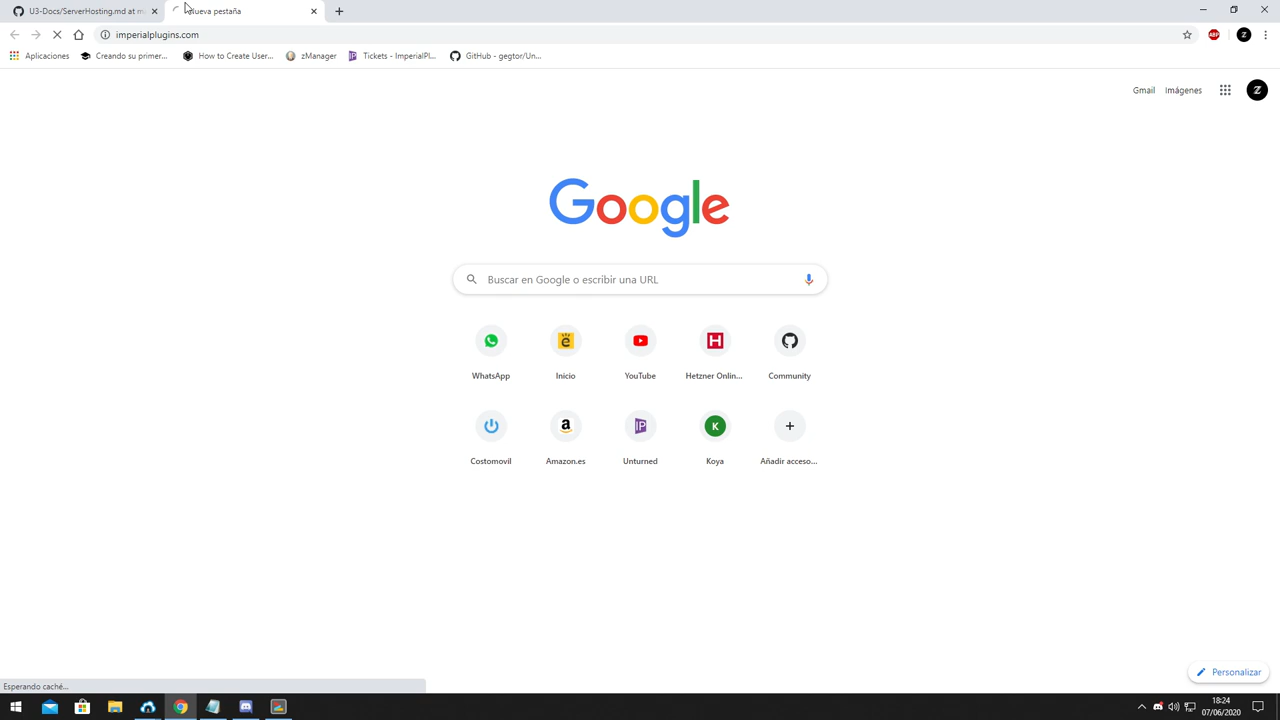 U3-Docs/ServerHosting.md at m
Nueva pestaña
imperialplugins.com
ABP
Z
Aplicaciones
Creando su primer...
How to Create User...
zManager
Tickets - ImperialPl...
GitHub - gegtor/Un...
Gmail
Imágenes
Z
Google
Buscar en Google o escribir una URL
WhatsApp
Inicio
YouTube
Hetzner Onlin...
Community
Costomovil
Amazon.es
Unturned
Koya
Añadir acceso...
Personalizar
Esperando caché...
18:24
07/06/2020